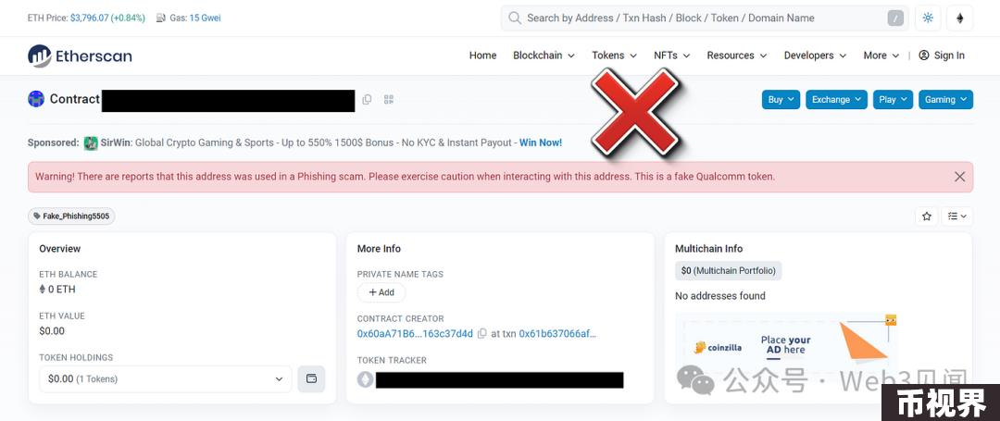 ETH Price: $3,796.07 (+0.84%) Gas: 15 Gwei
Search by Address / Txn Hash / Block / Token / Domain Name /
Etherscan
Home Blockchain Tokens NFTs Resources Developers More | Sign In
Contract
Buy Exchange Play Gaming
Sponsored: SirWin: Global Crypto Gaming & Sports - Up to 550% 1500$ Bonus - No KYC & Instant Payout - Win Now!
Warning! There are reports that this address was used in a Phishing scam. Please exercise caution when interacting with this address. This is a fake Qualcomm token.
Fake_Phishing5505
Overview
ETH BALANCE
0 ETH
ETH VALUE
$0.00
TOKEN HOLDINGS
$0.00 (1 Tokens)
More Info
PRIVATE NAME TAGS
+ Add
CONTRACT CREATOR
0x60aA71B6...163c37d4d at txn 0x61b637066af...
TOKEN TRACKER
Multichain Info
$0 (Multichain Portfolio)
No addresses found
coinzilla
Place your
AD here
公众号 · Web3见闻
币视界